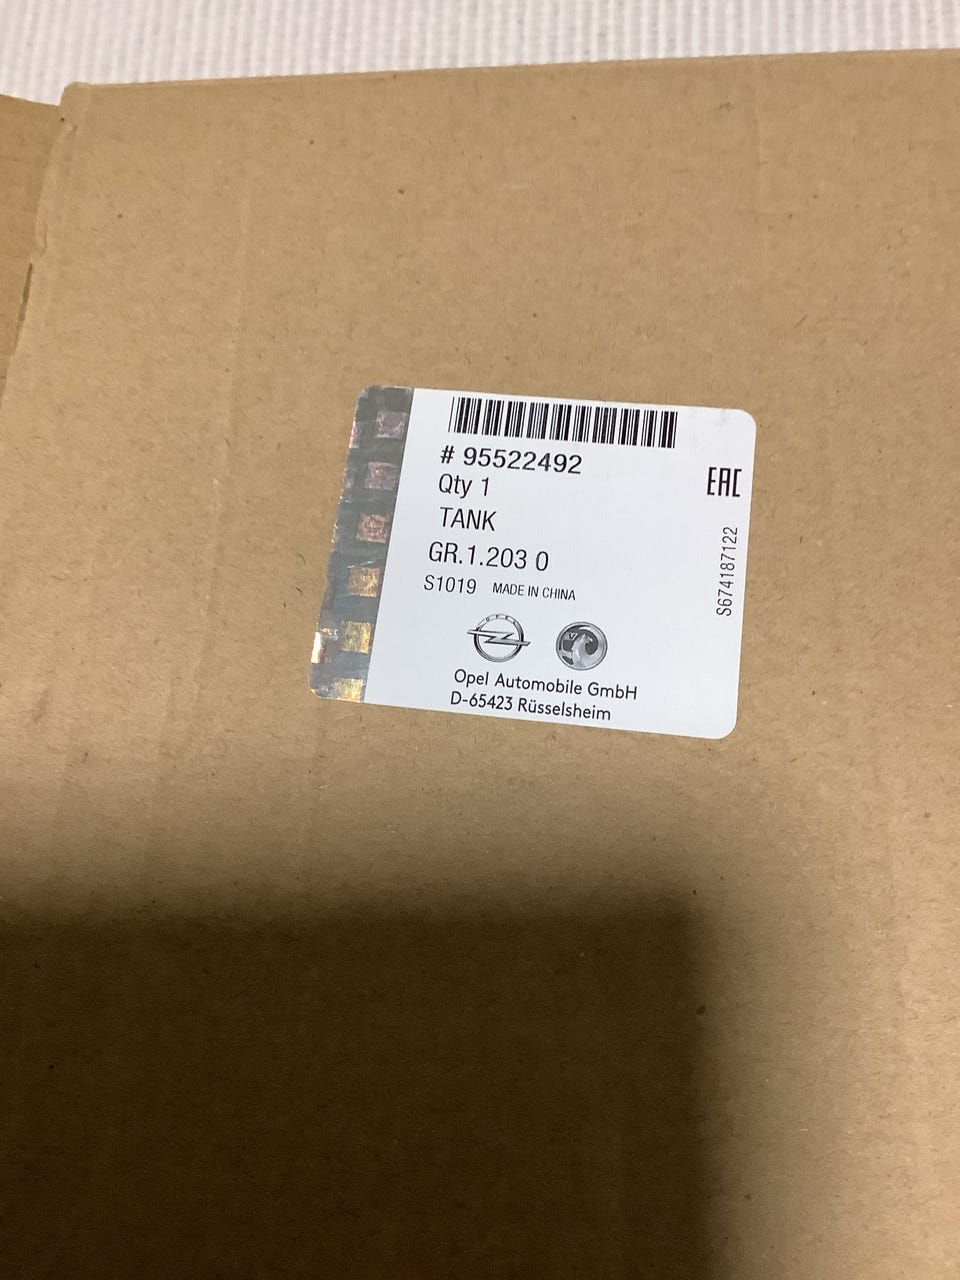 # 95522492
Qty 1
TANK
GR.1.203 0
S1019 MADE IN CHINA
EAC
S674187122
OPEL
Opel Automobile GmbH
D-65423 Rüsselsheim